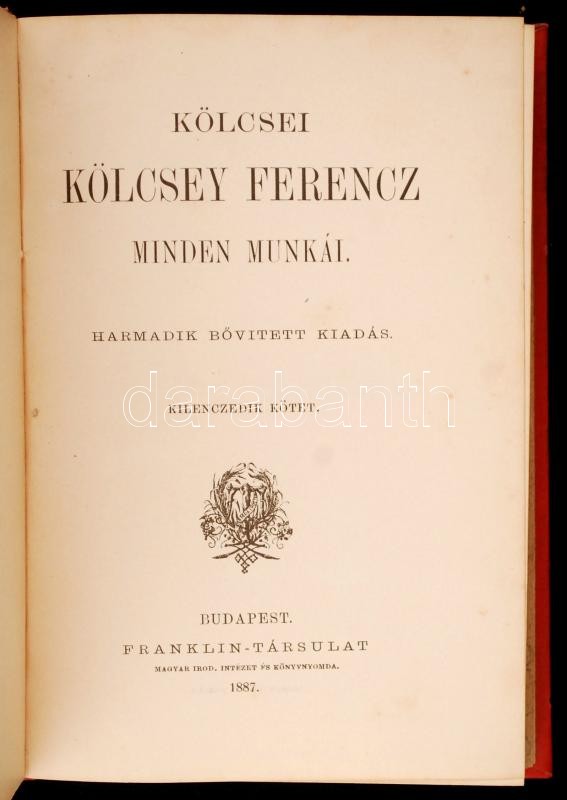 KÖLCSEI
KÖLCSEY FERENCZ
MINDEN MUNKÁI.
HARMADIK BŐVITETT KIADÁS.
darabanth
KILENCZEDIK KÖTET.
BUDAPEST.
FRANKLIN-TÁRSULAT
MAGYAR IROD. INTÉZET ÉS KÖNYVNYOMDA.
1887.